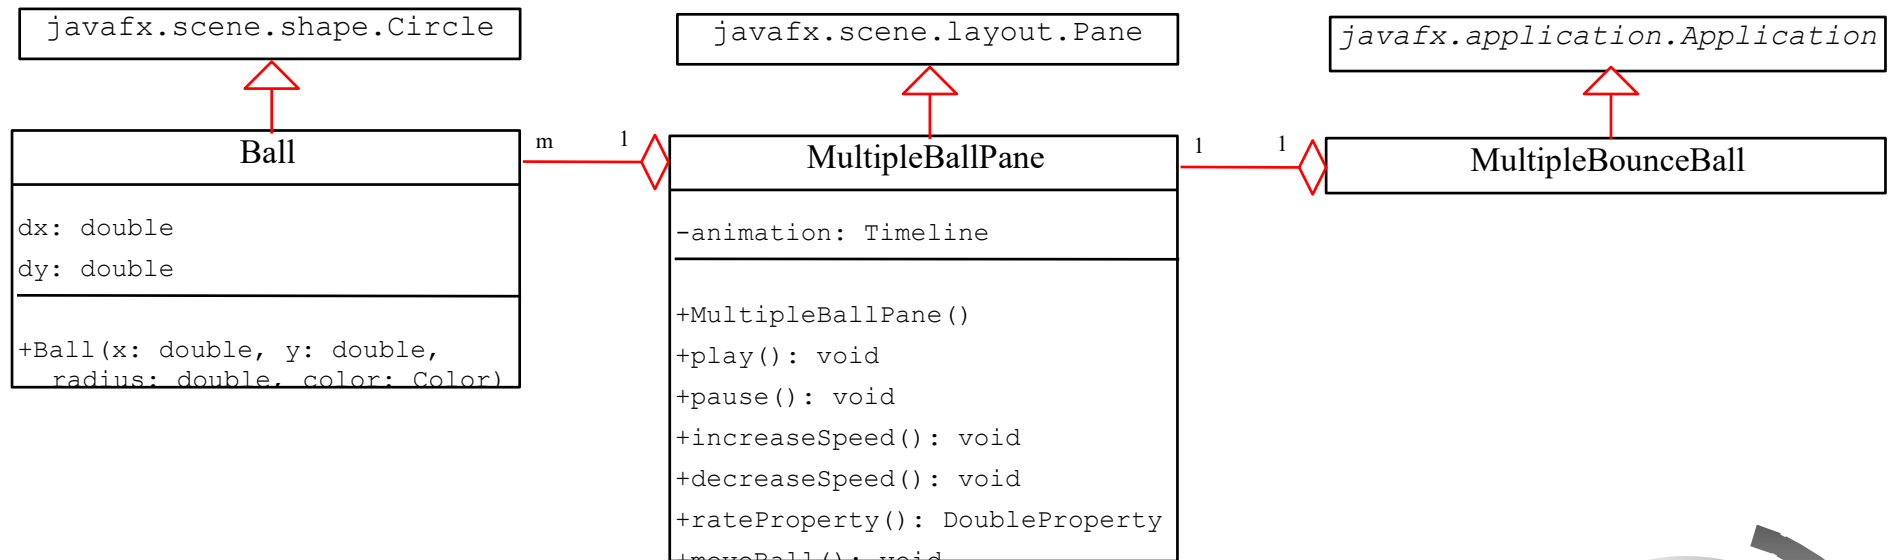 javafx.scene.shape.Circle
javafx.scene.layout.Pane
javafx.application.Application
Ball
m
1
MultipleBallPane
1
1
MultipleBounceBall
dx: double
dy: double
+Ball(x: double, y: double,
radius: double, color: Color)
-animation: Timeline
+MultipleBallPane()
+play(): void
+pause(): void
+increaseSpeed(): void
+decreaseSpeed(): void
+rateProperty(): DoubleProperty
+moveBall(): void